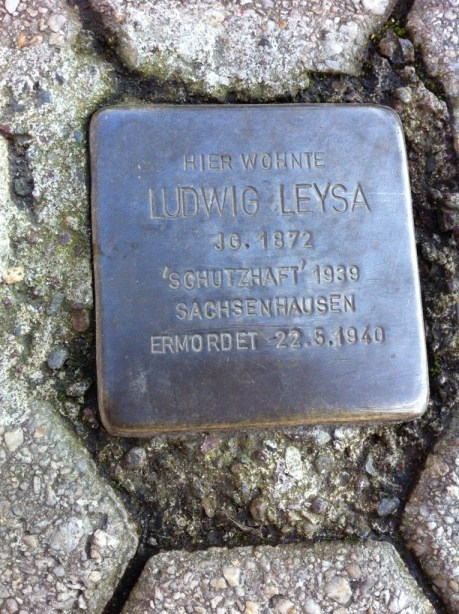 HIER WOHNTE
LUDWIG LEYSA
JG. 1872
'SCHUTZHAFT' 1939
SACHSENHAUSEN
ERMORDET 22.5.1940